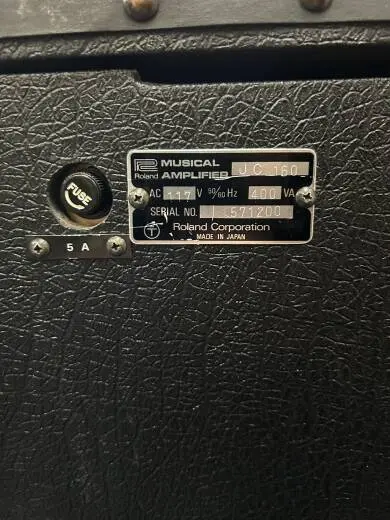 MUSICAL
Roland AMPLIFIER JC-160
AC 117 V 50/60 Hz 400 VA
SERIAL NO. 571200
Roland Corporation
MADE IN JAPAN
FUSE
5 A